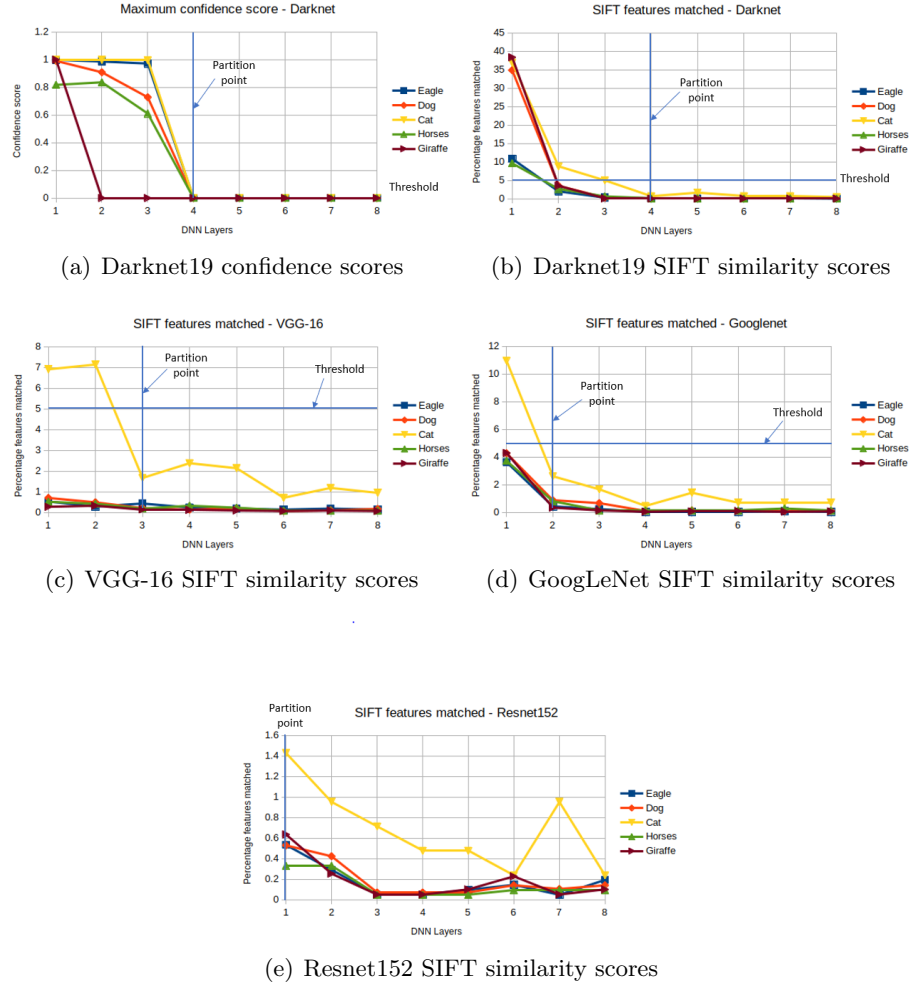 Maximum confidence score - Darknet
1.2
1
0.8
0.6
0.4
0.2
0
Confidence score
Partition
point
Threshold
1 2 3 4 5 6 7 8
DNN Layers
Eagle
Dog
Cat
Horses
Giraffe
(a) Darknet19 confidence scores
SIFT features matched - Darknet
45
40
35
30
25
20
15
10
5
0
Percentage features matched
Partition
point
Threshold
1 2 3 4 5 6 7 8
DNN Layers
Eagle
Dog
Cat
Horses
Giraffe
(b) Darknet19 SIFT similarity scores
SIFT features matched - VGG-16
8
7
6
5
4
3
2
1
0
Percentage features matched
Partition
point
Threshold
1 2 3 4 5 6 7 8
DNN Layers
Eagle
Dog
Cat
Horses
Giraffe
(c) VGG-16 SIFT similarity scores
SIFT features matched - Googlenet
12
10
8
6
4
2
0
Percentage features matched
Partition
point
Threshold
1 2 3 4 5 6 7 8
DNN Layers
Eagle
Dog
Cat
Horses
Giraffe
(d) GoogLeNet SIFT similarity scores
Partition
point
SIFT features matched - Resnet152
1.6
1.4
1.2
1
0.8
0.6
0.4
0.2
0
Percentage features matched
1 2 3 4 5 6 7 8
DNN Layers
Eagle
Dog
Cat
Horses
Giraffe
(e) Resnet152 SIFT similarity scores